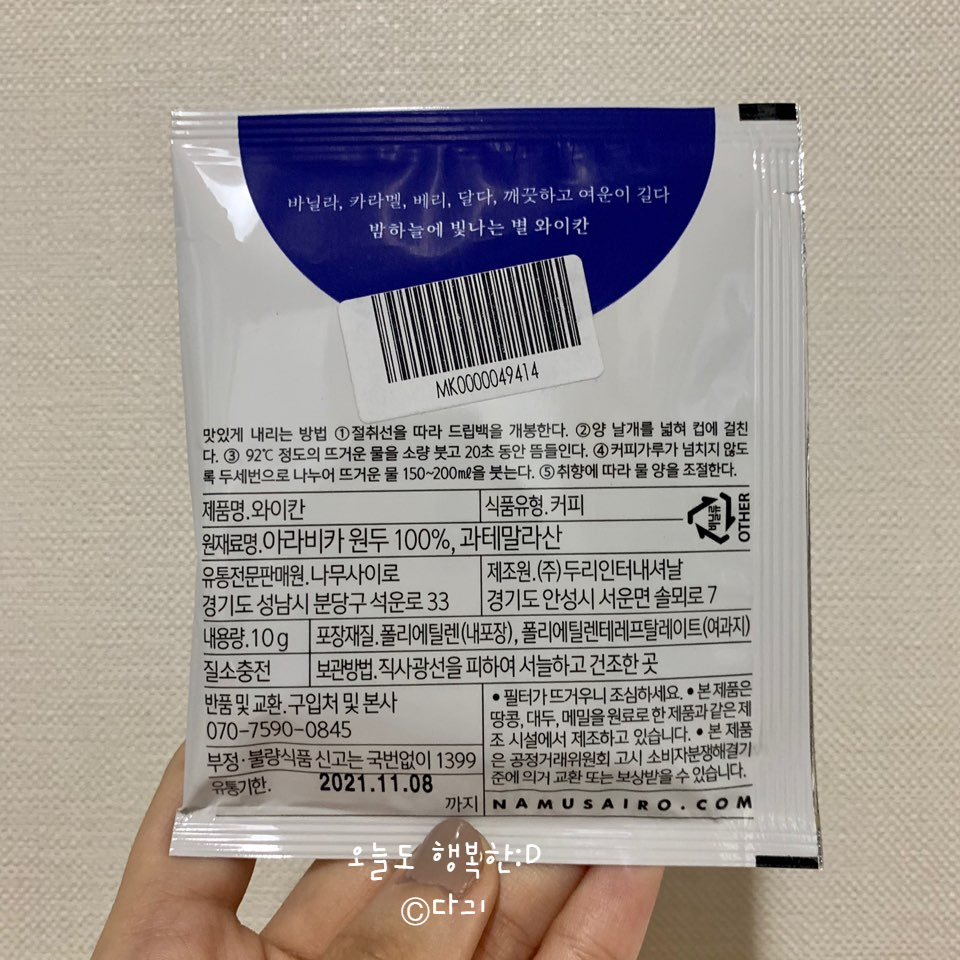 바닐라, 카라멜, 베리, 달다, 깨끗하고 여운이 길다
밤하늘에 빛나는 별 와이칸
MK0000049414
맛있게 내리는 방법 ①절취선을 따라 드립백을 개봉한다. ②양 날개를 넓혀 컵에 걸친
다. ③ 92℃ 정도의 뜨거운 물을 소량 붓고 20초 동안 뜸들인다. ④ 커피가루가 넘치지 않도
록 두세번으로 나누어 뜨거운 물 150~200㎖을 붓는다. ⑤ 취향에 따라 물 양을 조절한다.
제품명.와이칸
식품유형.커피
비닐류
OTHER
원재료명.아라비카 원두 100%, 과테말라산
유통전문판매원.나무사이로
경기도 성남시 분당구 석운로 33
제조원.(주)두리인터내셔날
경기도 안성시 서운면 솔뫼로 7
내용량.10g
포장재질.폴리에틸렌(내포장), 폴리에틸렌테레프탈레이트(여과지)
질소충전
보관방법.직사광선을 피하여 서늘하고 건조한 곳
반품 및 교환.구입처 및 본사
070-7590-0845
부정·불량식품 신고는 국번없이 1399
유통기한. 2021.11.08
까지
• 필터가 뜨거우니 조심하세요. • 본 제품은
땅콩, 대두, 메밀을 원료로 한 제품과 같은 제
조 시설에서 제조하고 있습니다. • 본 제품
은 공정거래위원회 고시 소비자분쟁해결기
준에 의거 교환 또는 보상받을 수 있습니다.
NAMUSAIRO.COM
오늘도 행복한:D
©다긔